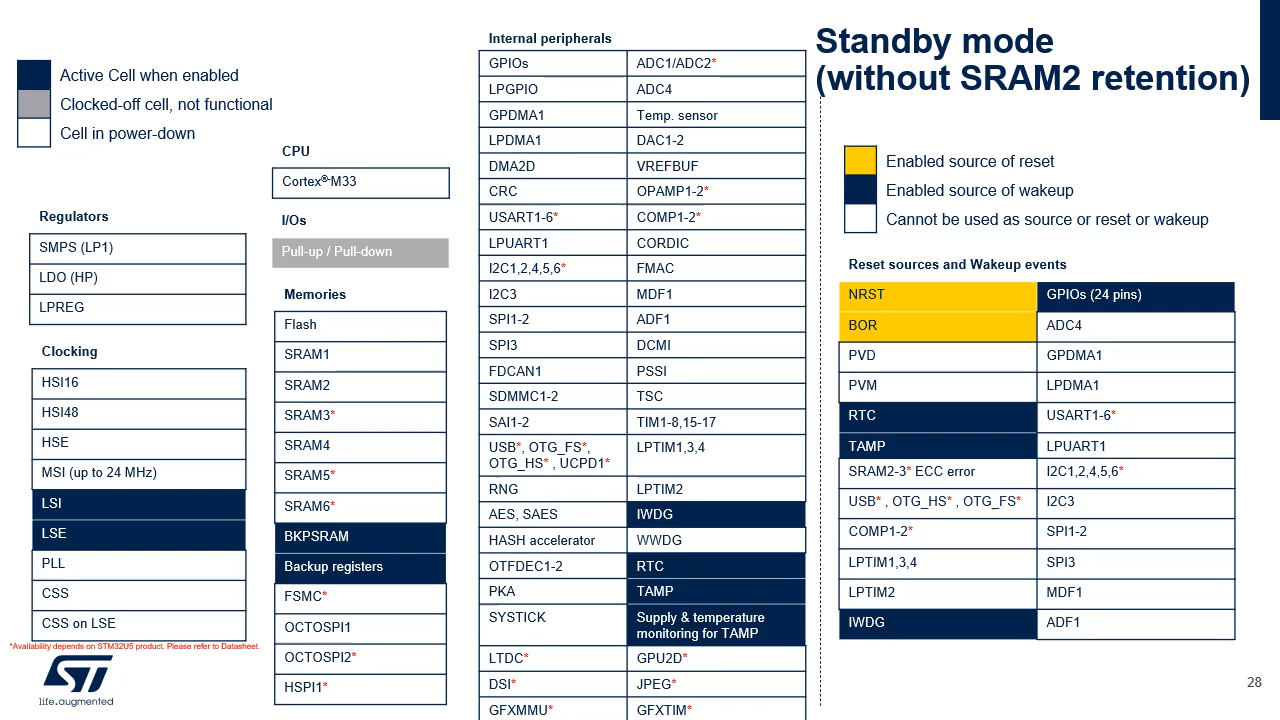 Standby mode
(without SRAM2 retention)
Active Cell when enabled
Clocked-off cell, not functional
Cell in power-down
Regulators
SMPS (LP1)
LDO (HP)
LPREG
Clocking
HSI16
HSI48
HSE
MSI (up to 24 MHz)
LSI
LSE
PLL
CSS
CSS on LSE
*Availability depends on STM32U5 product. Please refer to Datasheet.
CPU
Cortex®-M33
I/Os
Pull-up / Pull-down
Memories
Flash
SRAM1
SRAM2
SRAM3*
SRAM4
SRAM5*
SRAM6*
BKPSRAM
Backup registers
FSMC*
OCTOSPI1
OCTOSPI2*
HSPI1*
Internal peripherals
GPIOs ADC1/ADC2*
LPGPIO ADC4
GPDMA1 Temp. sensor
LPDMA1 DAC1-2
DMA2D VREFBUF
CRC OPAMP1-2*
USART1-6* COMP1-2*
LPUART1 CORDIC
I2C1,2,4,5,6* FMAC
I2C3 MDF1
SPI1-2 ADF1
SPI3 DCMI
FDCAN1 PSSI
SDMMC1-2 TSC
SAI1-2 TIM1-8,15-17
USB*, OTG_FS*, LPTIM1,3,4
OTG_HS* , UCPD1*
RNG LPTIM2
AES, SAES IWDG
HASH accelerator WWDG
OTFDEC1-2 RTC
PKA TAMP
SYSTICK Supply & temperature
monitoring for TAMP
LTDC* GPU2D*
DSI* JPEG*
GFXMMU* GFXTIM*
Enabled source of reset
Enabled source of wakeup
Cannot be used as source or reset or wakeup
Reset sources and Wakeup events
NRST GPIOs (24 pins)
BOR ADC4
PVD GPDMA1
PVM LPDMA1
RTC USART1-6*
TAMP LPUART1
SRAM2-3* ECC error I2C1,2,4,5,6*
USB* , OTG_HS* , OTG_FS* I2C3
COMP1-2* SPI1-2
LPTIM1,3,4 SPI3
LPTIM2 MDF1
IWDG ADF1
ST
life.augmented
28